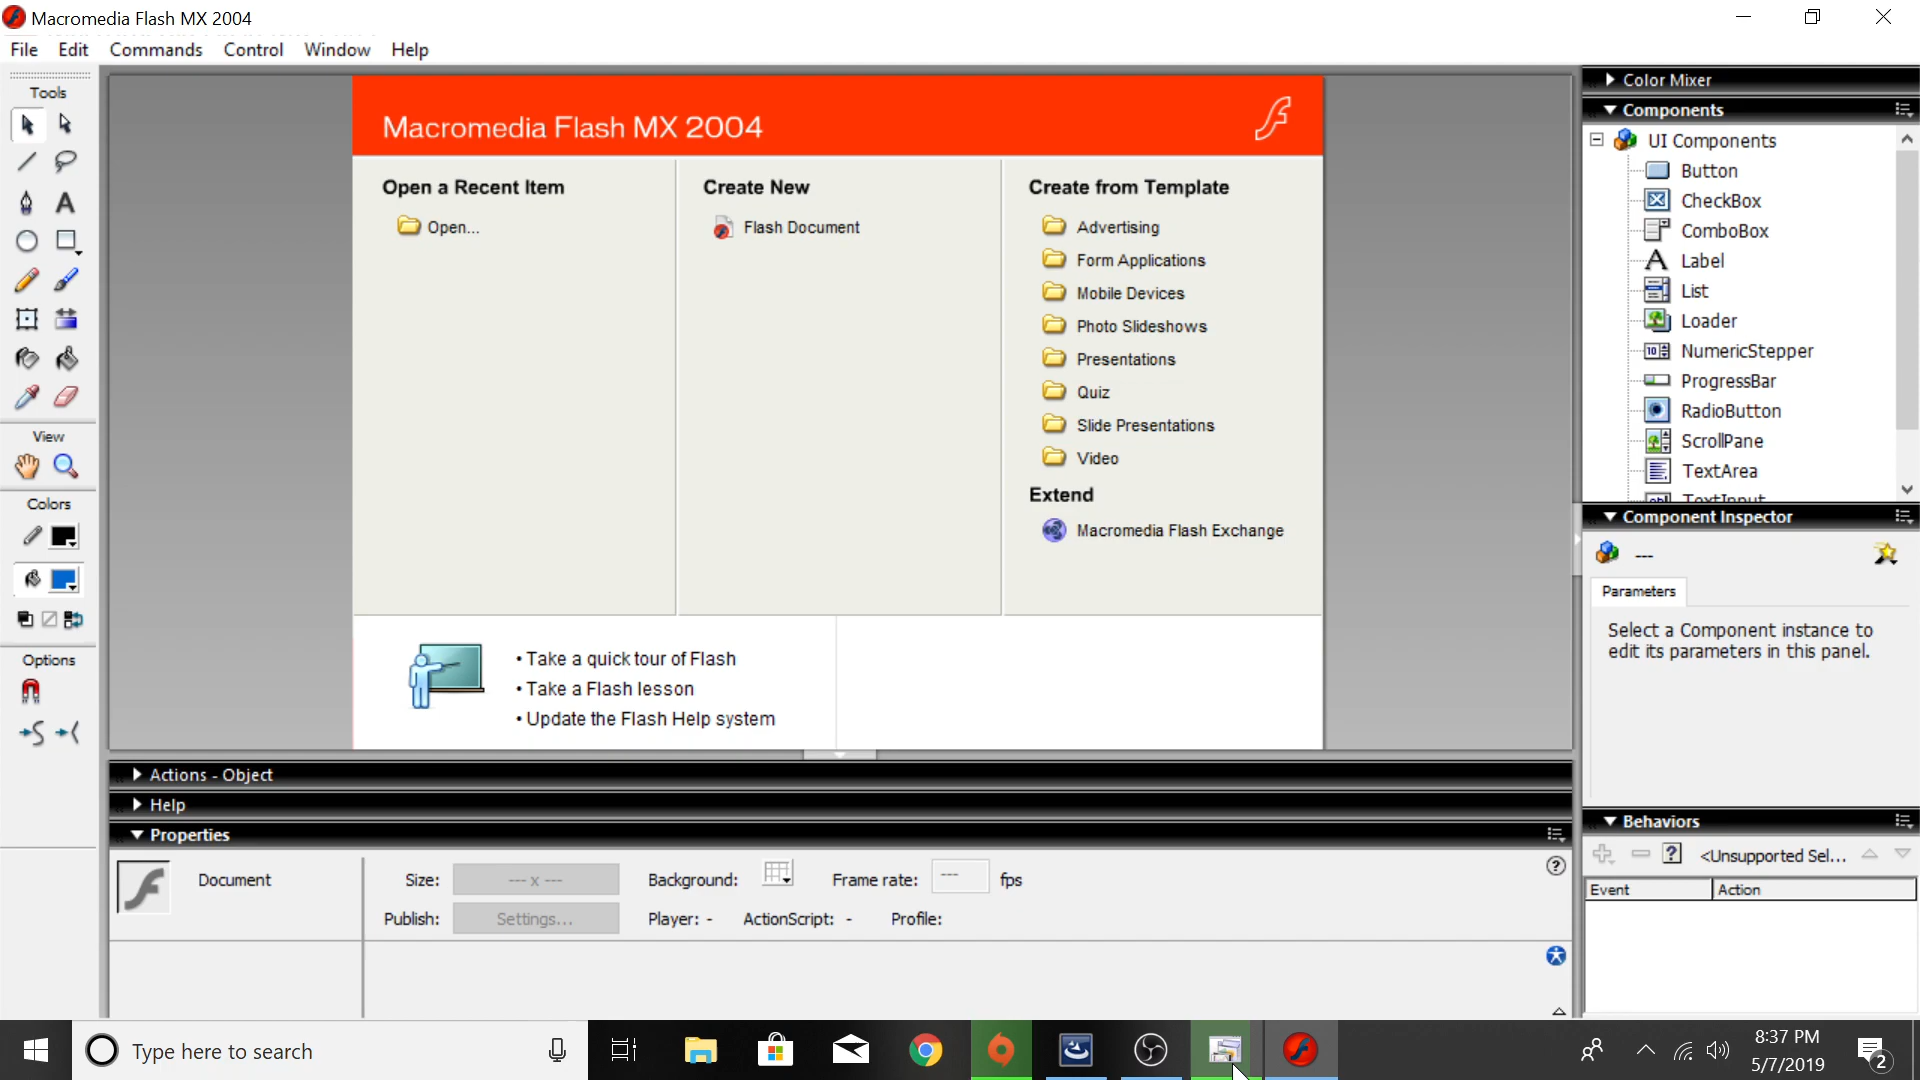 Macromedia Flash MX 2004
File Edit Commands Control Window Help
Tools
View
Colors
Options
Macromedia Flash MX 2004
Open a Recent Item
Open...
Create New
Flash Document
Create from Template
Advertising
Form Applications
Mobile Devices
Photo Slideshows
Presentations
Quiz
Slide Presentations
Video
Extend
Macromedia Flash Exchange
• Take a quick tour of Flash
• Take a Flash lesson
• Update the Flash Help system
Color Mixer
Components
UI Components
Button
CheckBox
ComboBox
Label
List
Loader
NumericStepper
ProgressBar
RadioButton
ScrollPane
TextArea
TextInput
Component Inspector
---
Parameters
Select a Component instance to
edit its parameters in this panel.
Behaviors
<Unsupported Sel...
Event Action
Actions - Object
Help
Properties
Document
Size: --- x --- Background: Frame rate: --- fps
Publish: Settings... Player: - ActionScript: - Profile:
Type here to search
8:37 PM
5/7/2019
2